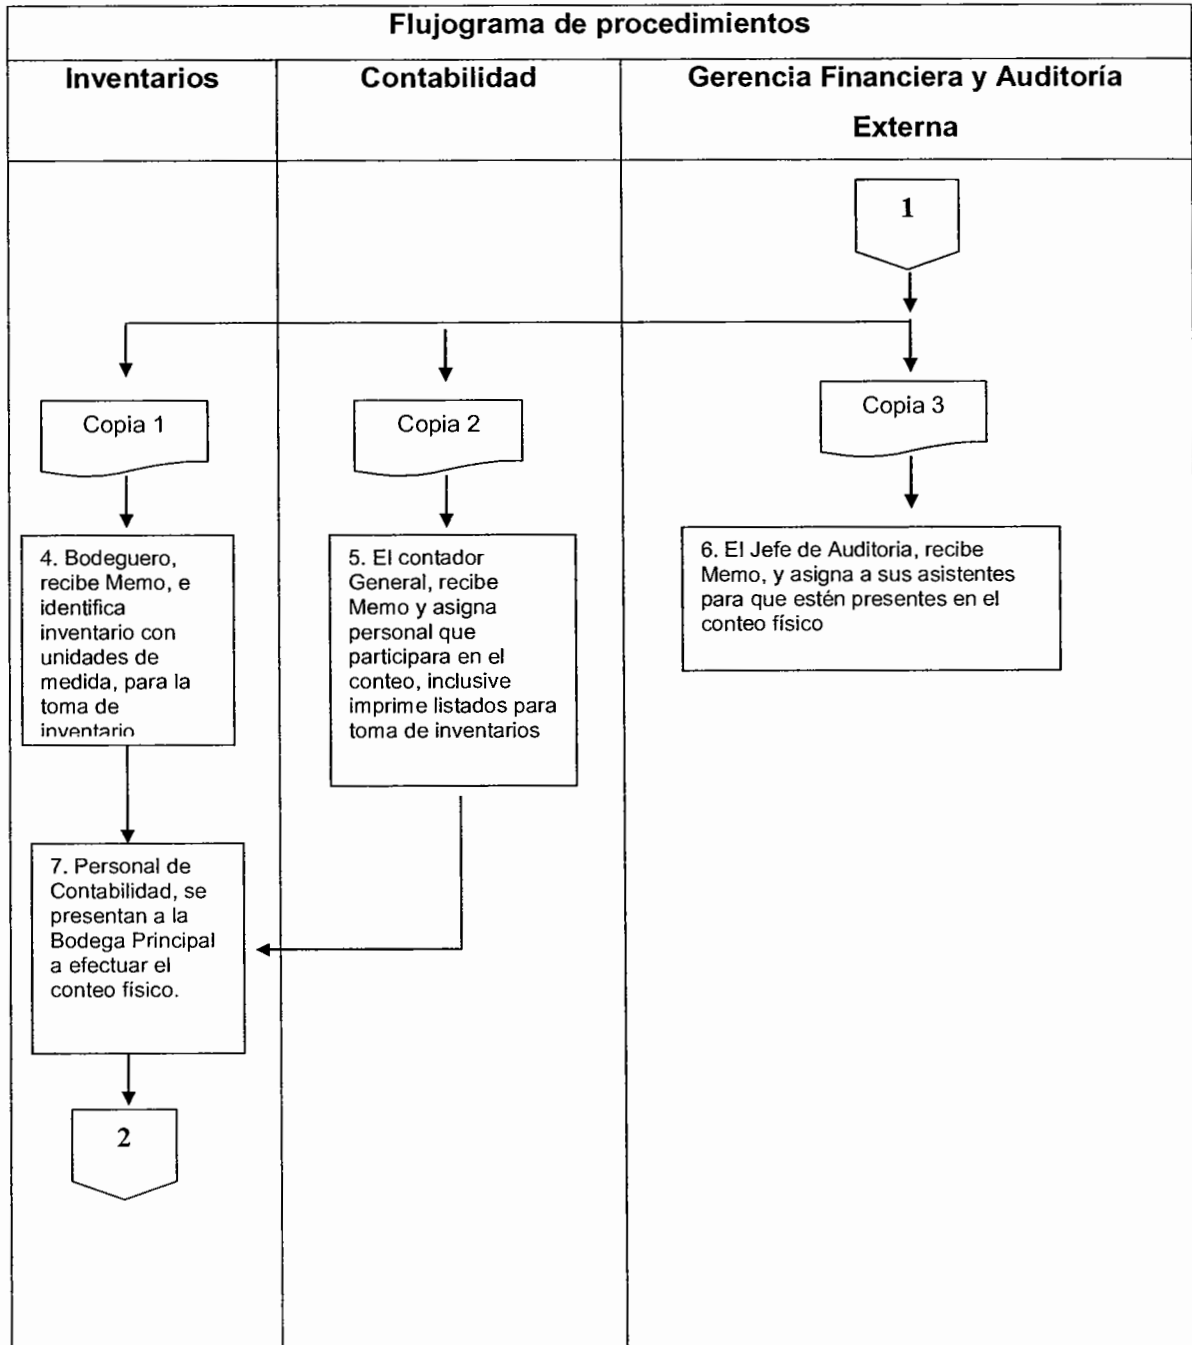 Flujograma de procedimientos
Inventarios
Contabilidad
Gerencia Financiera y Auditoría
Externa
1
Copia 1
Copia 2
Copia 3
4. Bodeguero,
recibe Memo, e
identifica
inventario con
unidades de
medida, para la
toma de
inventario
5. El contador
General, recibe
Memo y asigna
personal que
participara en el
conteo, inclusive
imprime listados para
toma de inventarios
6. El Jefe de Auditoria, recibe
Memo, y asigna a sus asistentes
para que estén presentes en el
conteo físico
7. Personal de
Contabilidad, se
presentan a la
Bodega Principal
a efectuar el
conteo físico.
2